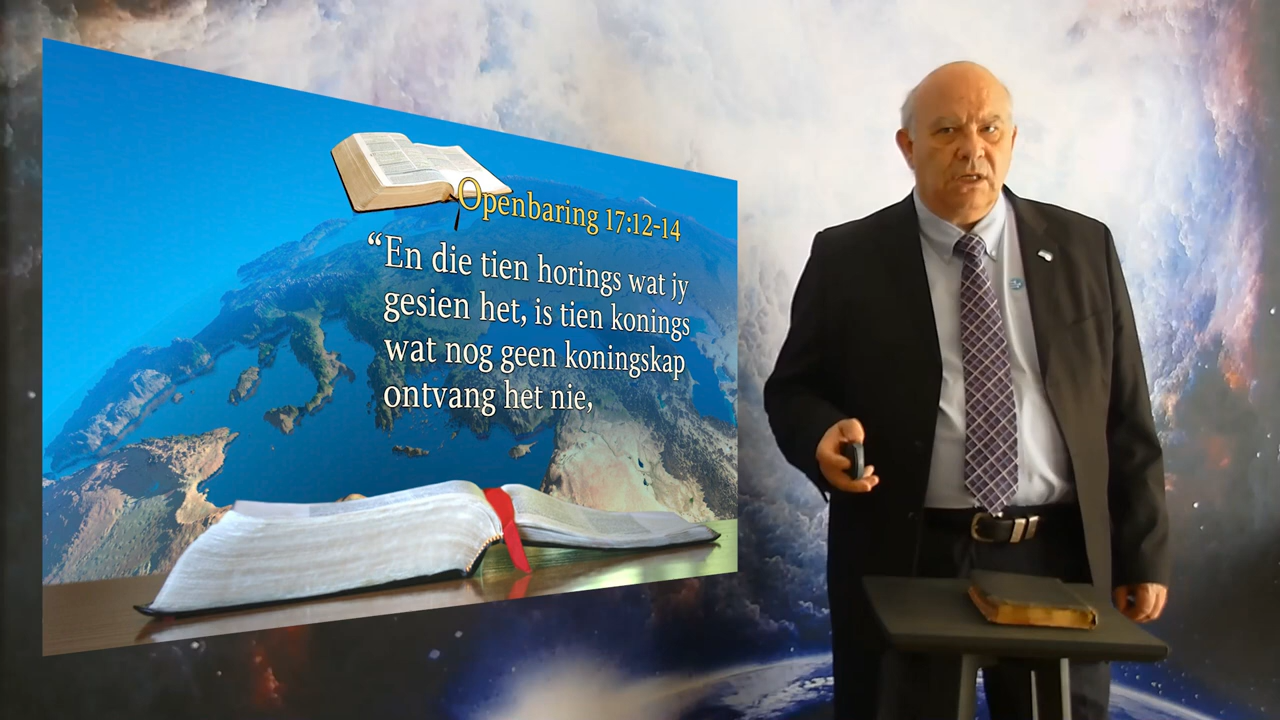 Openbaring 17:12-14
“En die tien horings wat jy
gesien het, is tien konings
wat nog geen koningskap
ontvang het nie,